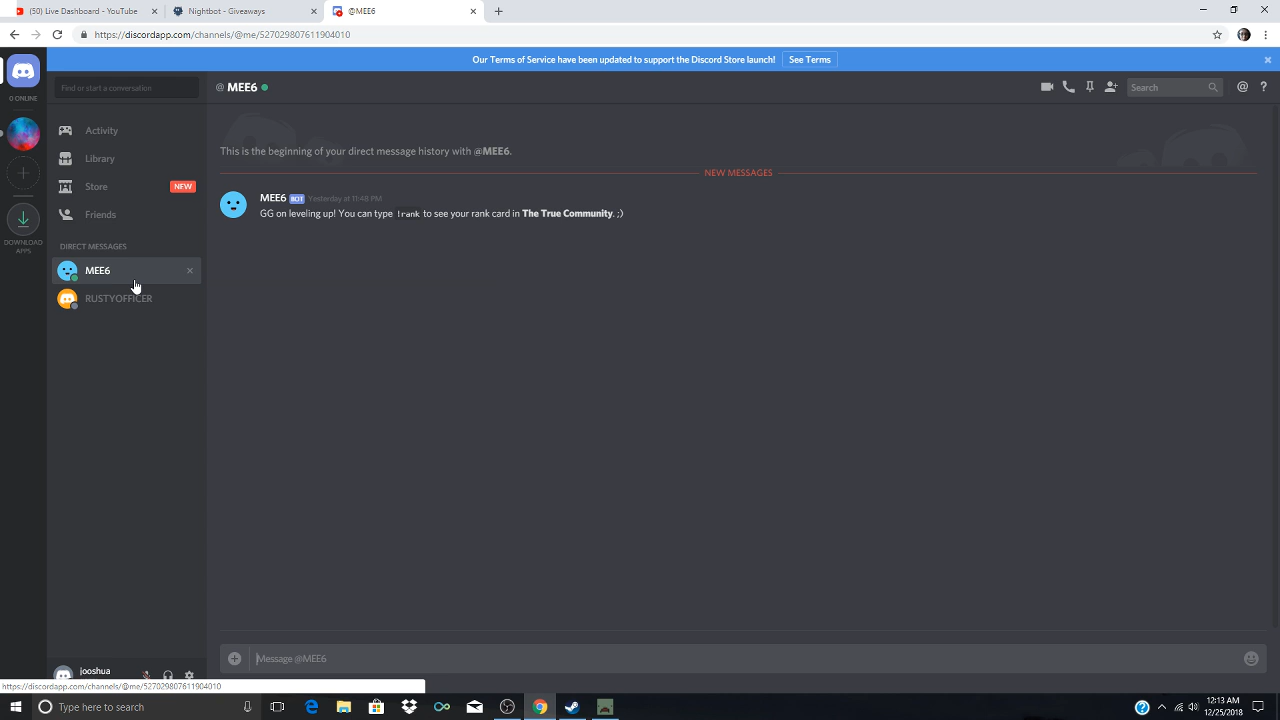 (50) Live Dashboard - YouTube
Nightbot - Giveaways
@MEE6
https://discordapp.com/channels/@me/527029807611904010
Our Terms of Service have been updated to support the Discord Store launch! See Terms
0 ONLINE
DOWNLOAD
APPS
Find or start a conversation
Activity
Library
Store NEW
Friends
DIRECT MESSAGES
MEE6
RUSTYOFFICER
@ MEE6
Search
This is the beginning of your direct message history with @MEE6.
NEW MESSAGES
MEE6 BOT Yesterday at 11:48 PM
GG on leveling up! You can type !rank to see your rank card in The True Community. ;)
Message @MEE6
jooshua
https://discordapp.com/channels/@me/527029807611904010
Type here to search
12:13 AM
12/25/2018